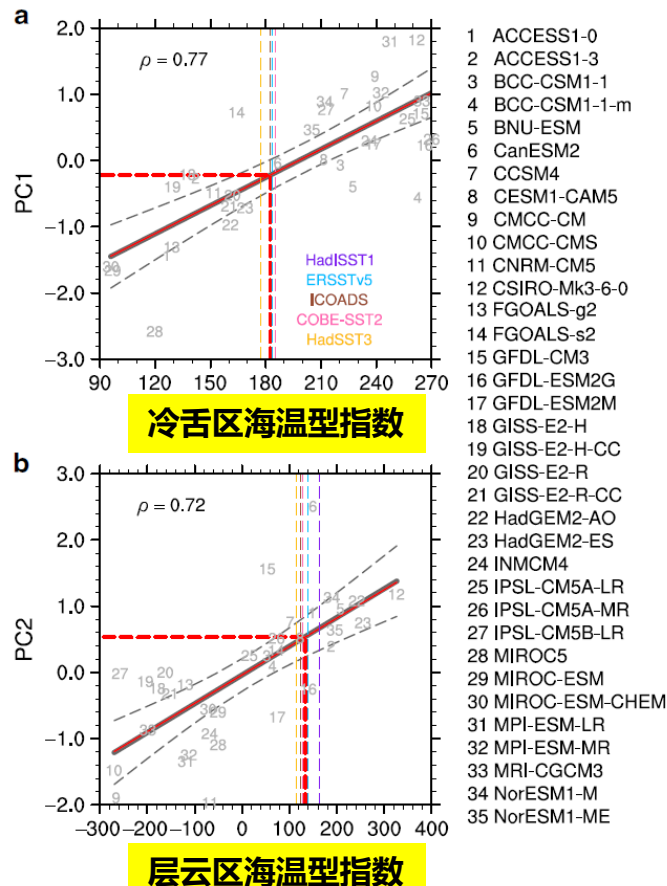 a
2.0
1.0
0.0
−1.0
−2.0
−3.0
PC1
ρ = 0.77
HadISST1
ERSSTv5
ICOADS
COBE-SST2
HadSST3
90 120 150 180 210 240 270
冷舌区海温型指数
b
3.0
2.0
1.0
0.0
−1.0
−2.0
PC2
ρ = 0.72
−300 −200 −100 0 100 200 300 400
层云区海温型指数
1 ACCESS1-0
2 ACCESS1-3
3 BCC-CSM1-1
4 BCC-CSM1-1-m
5 BNU-ESM
6 CanESM2
7 CCSM4
8 CESM1-CAM5
9 CMCC-CM
10 CMCC-CMS
11 CNRM-CM5
12 CSIRO-Mk3-6-0
13 FGOALS-g2
14 FGOALS-s2
15 GFDL-CM3
16 GFDL-ESM2G
17 GFDL-ESM2M
18 GISS-E2-H
19 GISS-E2-H-CC
20 GISS-E2-R
21 GISS-E2-R-CC
22 HadGEM2-AO
23 HadGEM2-ES
24 INMCM4
25 IPSL-CM5A-LR
26 IPSL-CM5A-MR
27 IPSL-CM5B-LR
28 MIROC5
29 MIROC-ESM
30 MIROC-ESM-CHEM
31 MPI-ESM-LR
32 MPI-ESM-MR
33 MRI-CGCM3
34 NorESM1-M
35 NorESM1-ME